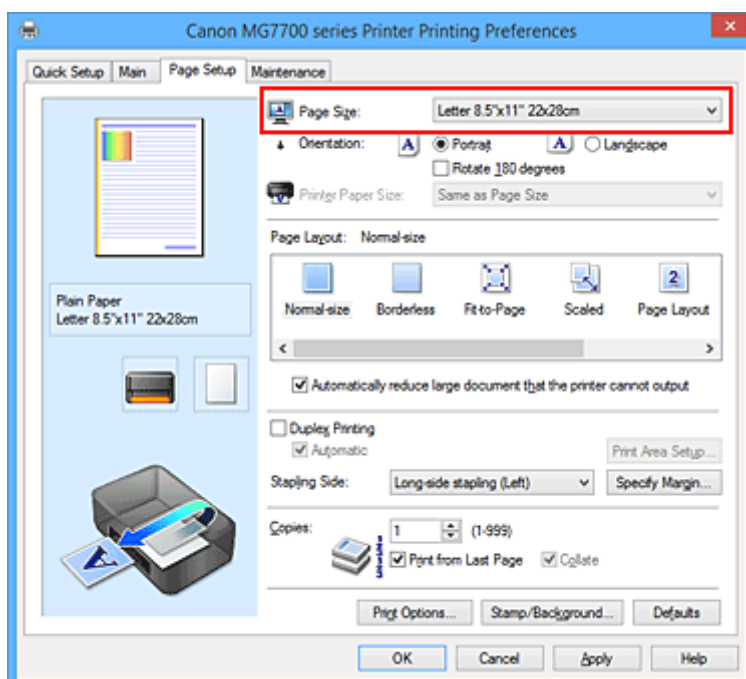 Canon MG7700 series Printer Printing Preferences
Quick Setup Main Page Setup Maintenance
Page Size: Letter 8.5"x11" 22x28cm
Orientation: A Portrait A Landscape
Rotate 180 degrees
Printer Paper Size: Same as Page Size
Page Layout: Normal-size
Normal-size Borderless Fit-to-Page Scaled Page Layout
Plain Paper
Letter 8.5"x11" 22x28cm
Automatically reduce large document that the printer cannot output
Duplex Printing
Automatic Print Area Setup...
Stapling Side: Long-side stapling (Left) Specify Margin...
Copies: 1 (1-999)
Print from Last Page Collate
Print Options... Stamp/Background... Defaults
OK Cancel Apply Help